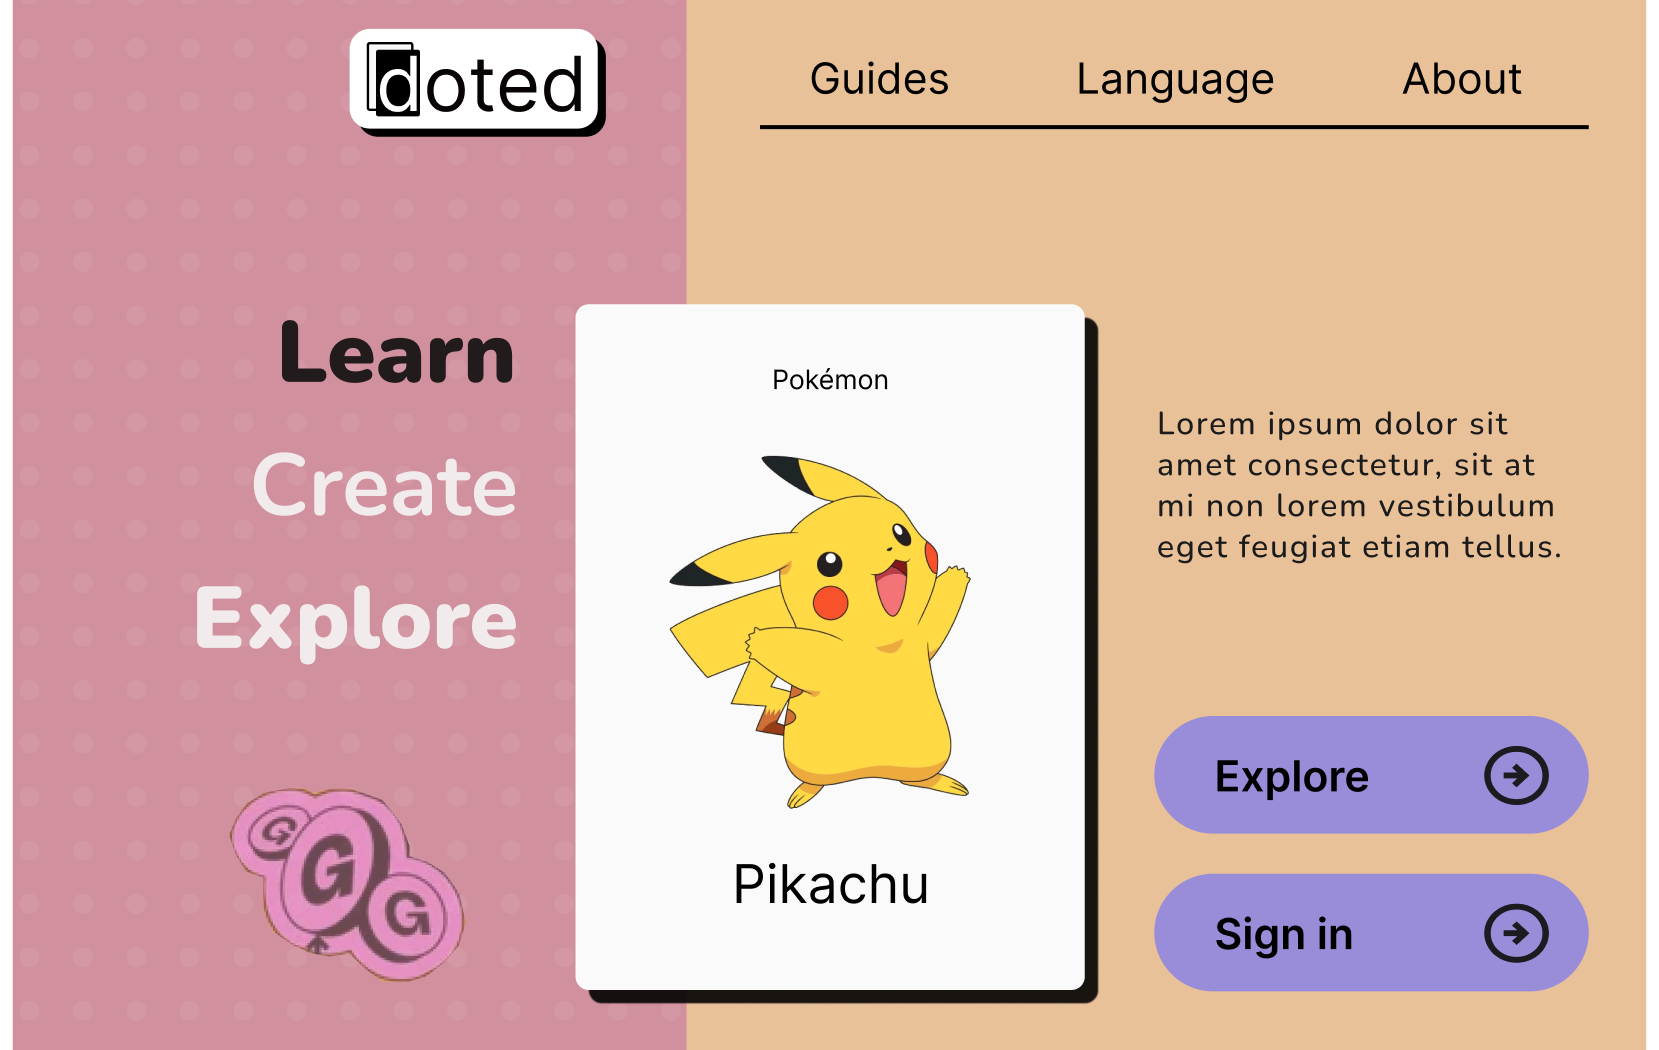 doted
Guides Language About
Learn
Create
Explore
G
G
G
Pokémon
Pikachu
Lorem ipsum dolor sit
amet consectetur, sit at
mi non lorem vestibulum
eget feugiat etiam tellus.
Explore
Sign in